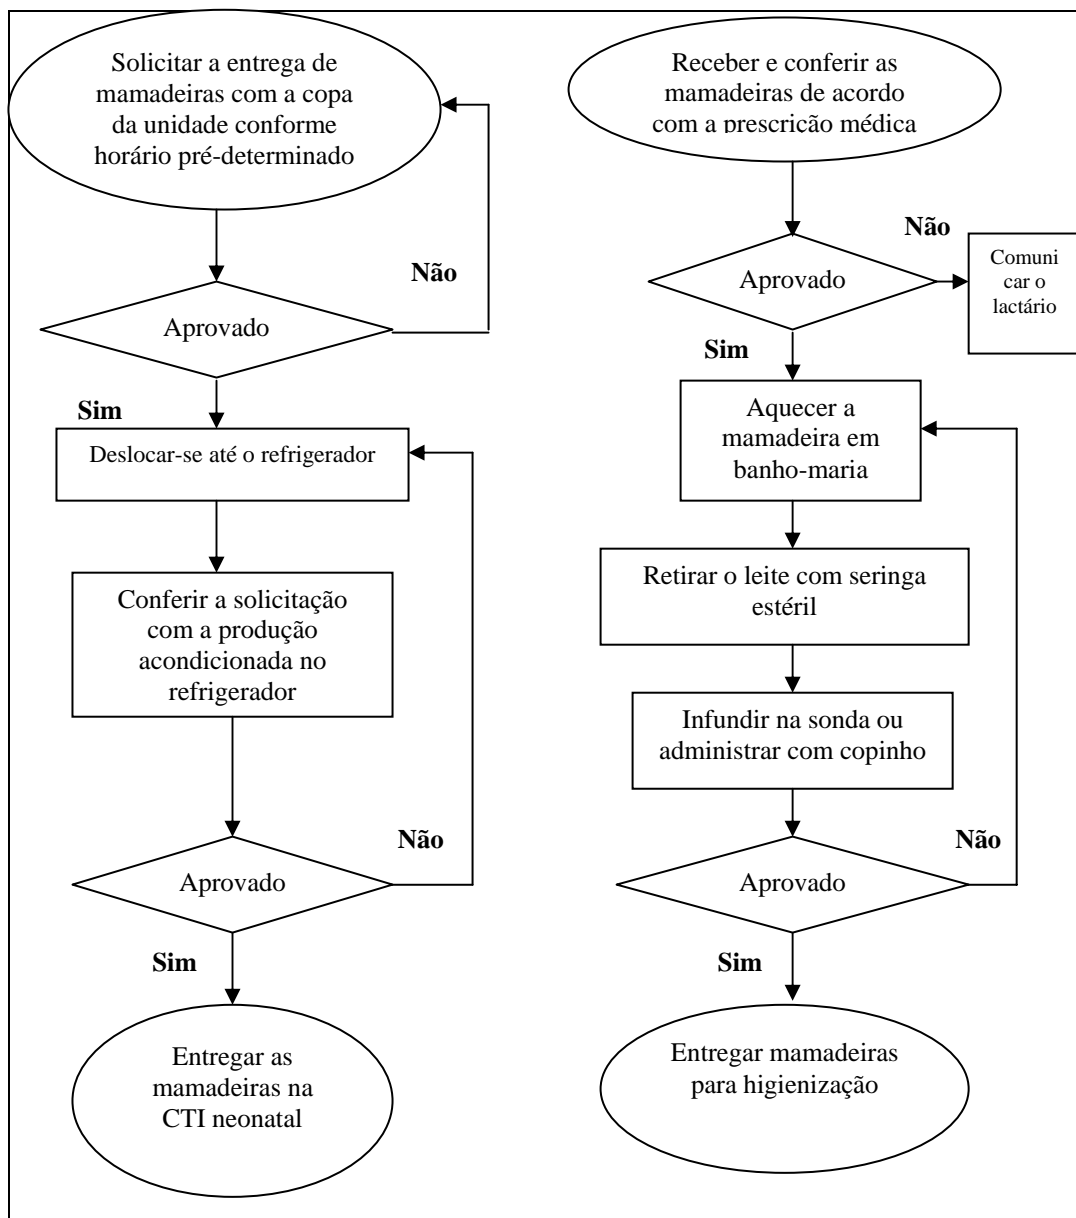 Solicitar a entrega de
mamadeiras com a copa
da unidade conforme
horário pré-determinado
Não
Aprovado
Sim
Deslocar-se até o refrigerador
Conferir a solicitação
com a produção
acondicionada no
refrigerador
Não
Aprovado
Sim
Entregar as
mamadeiras na
CTI neonatal
Receber e conferir as
mamadeiras de acordo
com a prescrição médica
Não
Aprovado
Comuni
car o
lactário
Sim
Aquecer a
mamadeira em
banho-maria
Retirar o leite com seringa
estéril
Infundir na sonda ou
administrar com copinho
Não
Aprovado
Sim
Entregar mamadeiras
para higienização